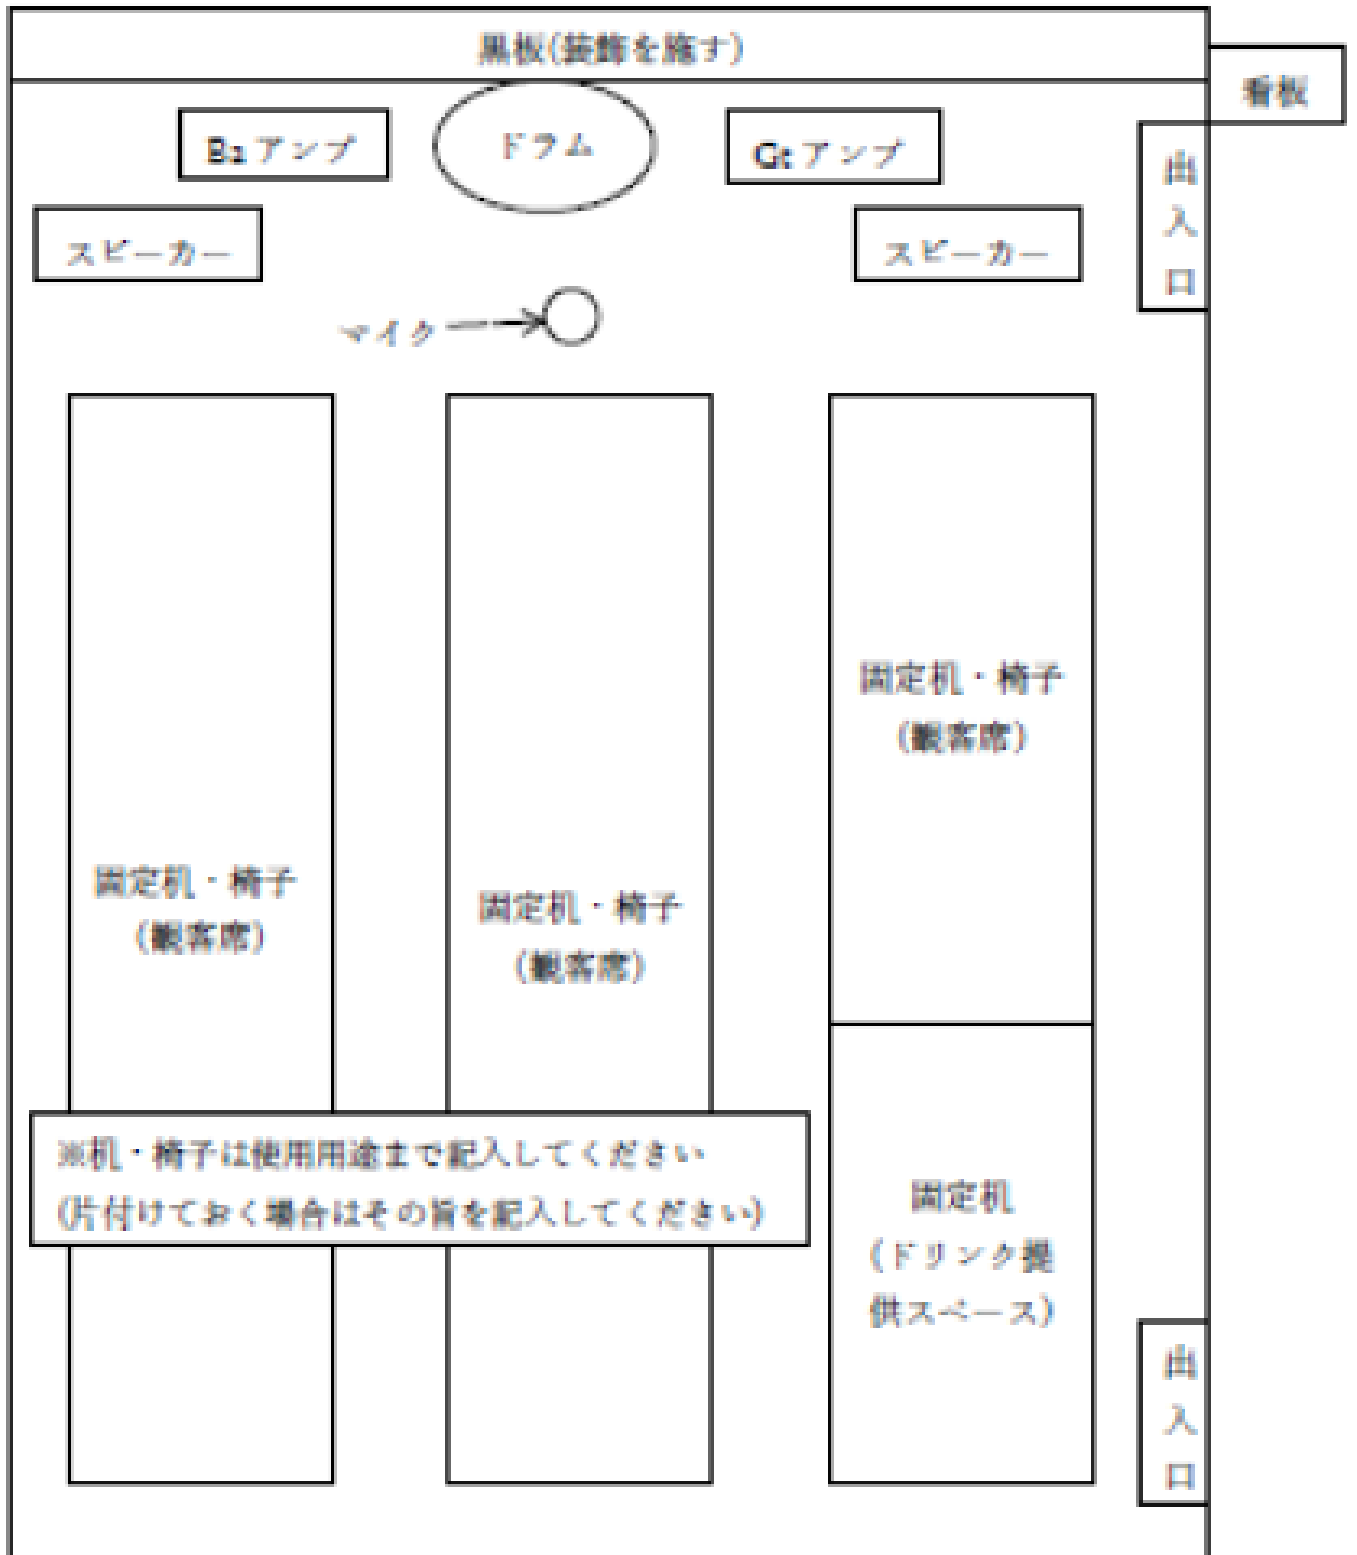 黒板(装飾を施す)
看板
Ba アンプ
ドラム
Gt アンプ
出入口
スピーカー
スピーカー
マイク
固定机・椅子
(観客席)
固定机・椅子
(観客席)
固定机・椅子
(観客席)
※机・椅子は使用用途まで記入してください
(片付けておく場合はその旨を記入してください)
固定机
(ドリンク提
供スペース)
出入口